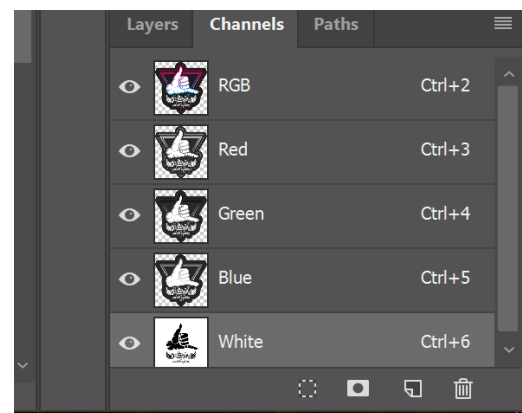 Layers Channels Paths
RGB Ctrl+2
Red Ctrl+3
Green Ctrl+4
Blue Ctrl+5
White Ctrl+6